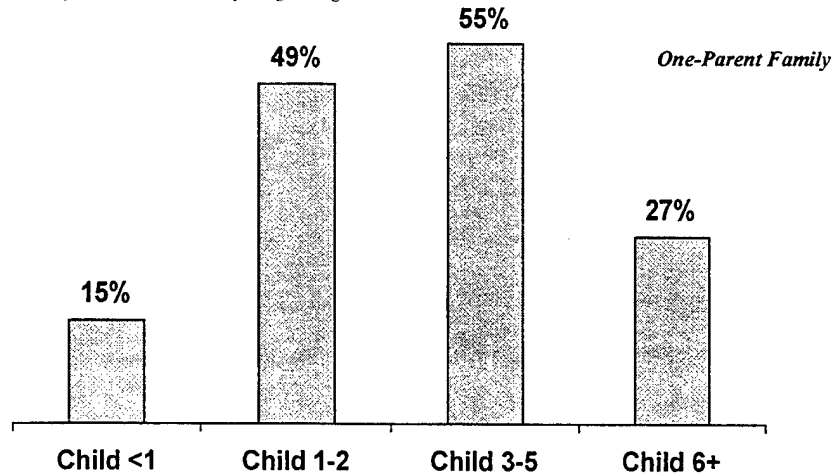 55%
49%
One-Parent Family
27%
15%
Child <1
Child 1-2
Child 3-5
Child 6+